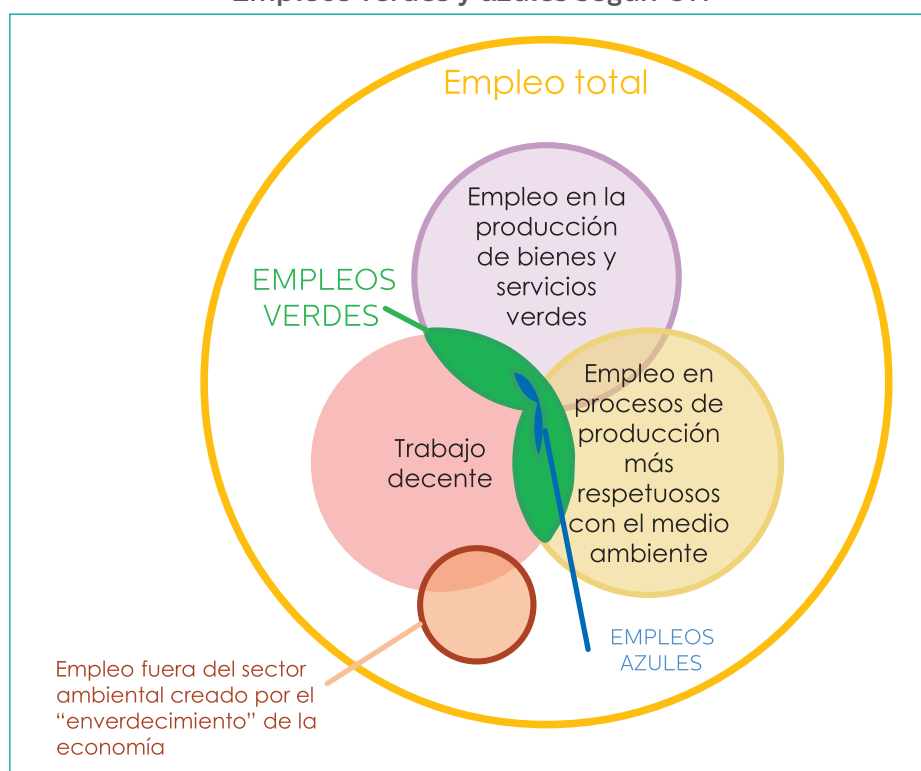 Empleo total
Empleo en la
producción
de bienes y
servicios
verdes
EMPLEOS
VERDES
Empleo en
procesos de
producción
más
respetuosos
con el medio
ambiente
Trabajo
decente
EMPLEOS
AZULES
Empleo fuera del sector
ambiental creado por el
“enverdecimiento” de la
economía